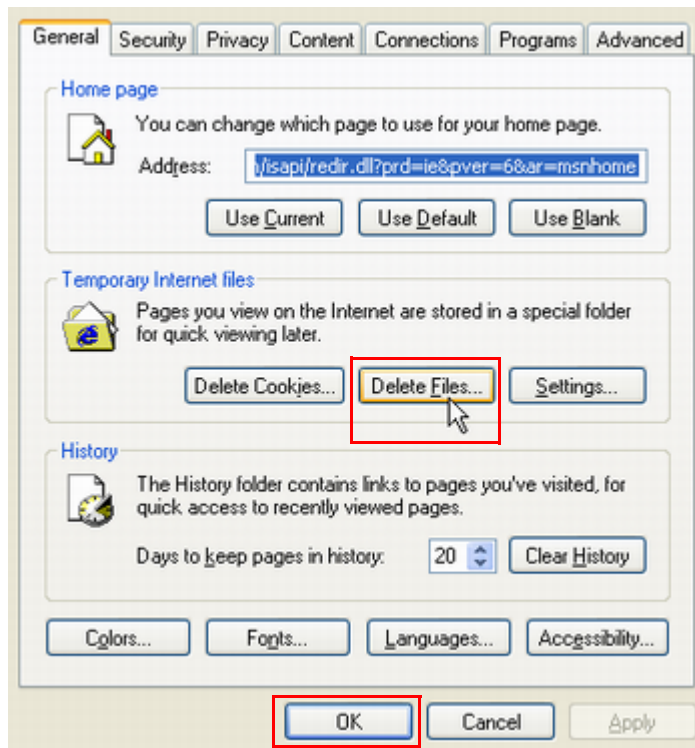 General Security Privacy Content Connections Programs Advanced
Home page
You can change which page to use for your home page.
Address: /isapi/redir.dll?prd=ie&pver=6&ar=msnhome
Use Current Use Default Use Blank
Temporary Internet files
Pages you view on the Internet are stored in a special folder
for quick viewing later.
Delete Cookies... Delete Files... Settings...
History
The History folder contains links to pages you've visited, for
quick access to recently viewed pages.
Days to keep pages in history: 20 Clear History
Colors... Fonts... Languages... Accessibility...
OK Cancel Apply